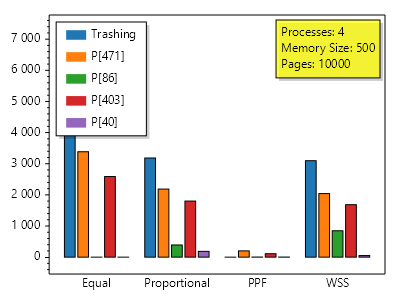 7 000
6 000
5 000
4 000
3 000
2 000
1 000
0
Trashing
P[471]
P[86]
P[403]
P[40]
Processes: 4
Memory Size: 500
Pages: 10000
Equal
Proportional
PPF
WSS